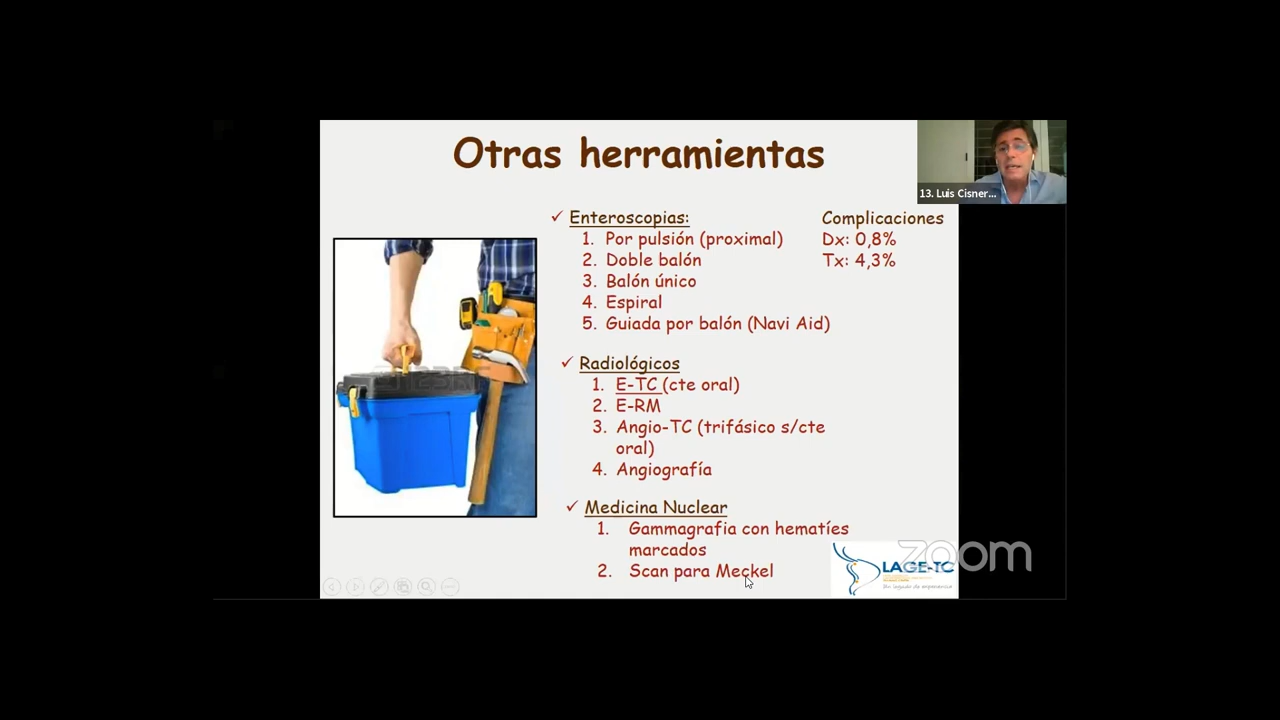 Otras herramientas
13. Luis Cisner...
✓ Enteroscopias:
1. Por pulsión (proximal)
2. Doble balón
3. Balón único
4. Espiral
5. Guiada por balón (Navi Aid)
Complicaciones
Dx: 0,8%
Tx: 4,3%
✓ Radiológicos
1. E-TC (cte oral)
2. E-RM
3. Angio-TC (trifásico s/cte
oral)
4. Angiografía
✓ Medicina Nuclear
1. Gammagrafia con hematíes
marcados
2. Scan para Meckel
LAGE-TC
zoom